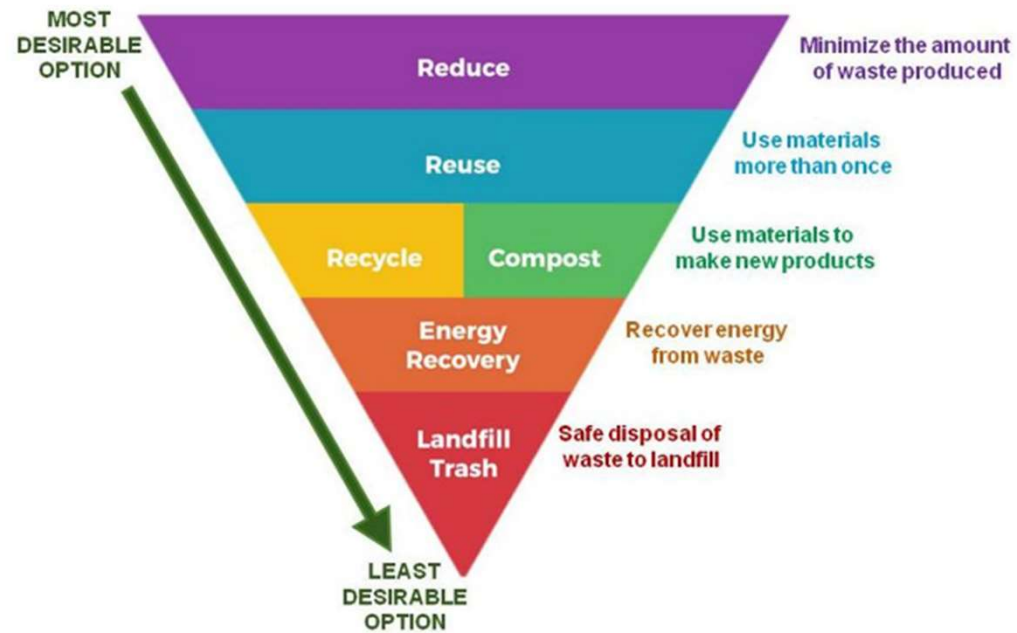 MOST
DESIRABLE
OPTION
Reduce
Minimize the amount
of waste produced
Reuse
Use materials
more than once
Recycle
Compost
Use materials to
make new products
Energy
Recovery
Recover energy
from waste
Landfill
Trash
Safe disposal of
waste to landfill
LEAST
DESIRABLE
OPTION